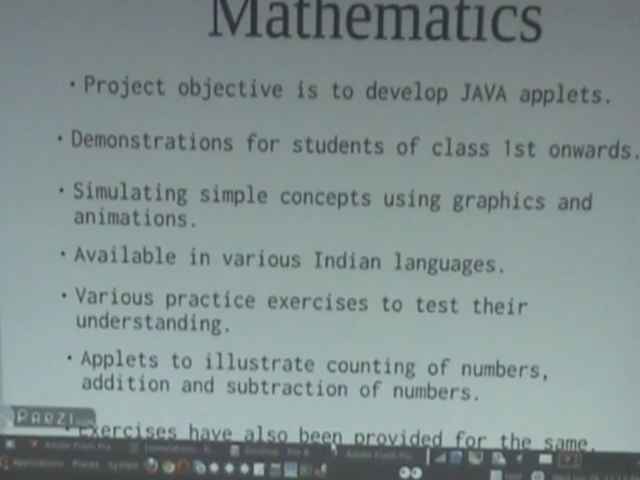 Mathematics
· Project objective is to develop JAVA applets.
· Demonstrations for students of class 1st onwards.
· Simulating simple concepts using graphics and
animations.
· Available in various Indian languages.
· Various practice exercises to test their
understanding.
· Applets to illustrate counting of numbers,
addition and subtraction of numbers.
PREZI
· Exercises have also been provided for the same.
Applications Places System